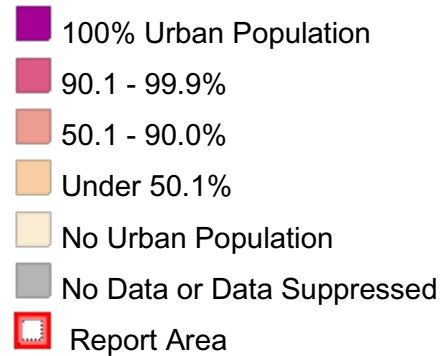 100% Urban Population
90.1 - 99.9%
50.1 - 90.0%
Under 50.1%
No Urban Population
No Data or Data Suppressed
Report Area